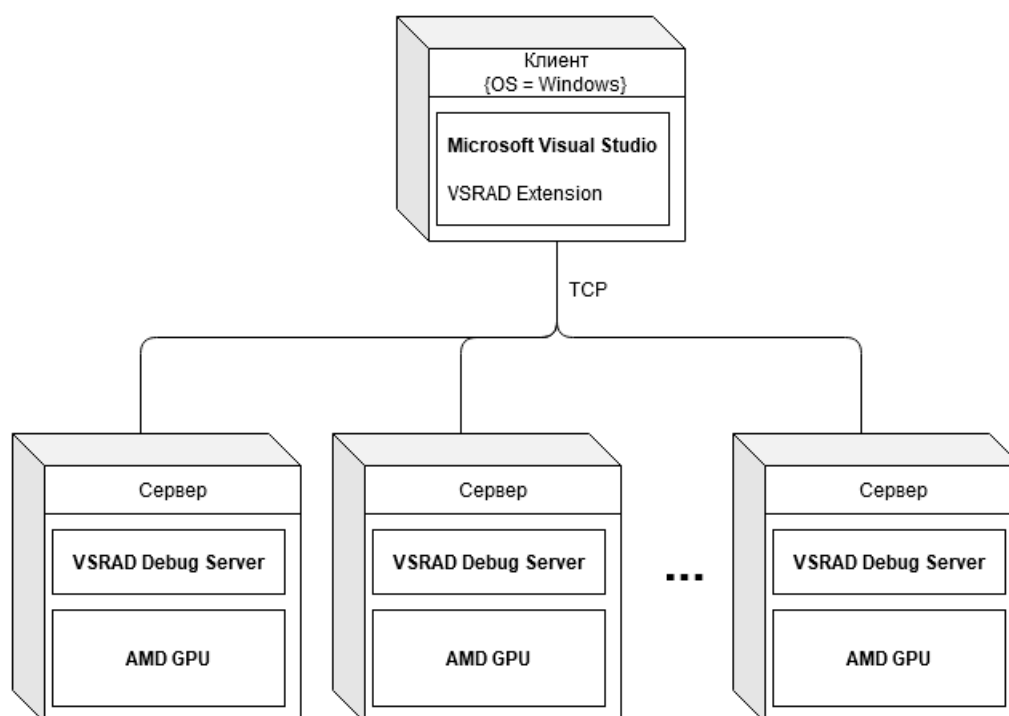 Клиент
{OS = Windows}
Microsoft Visual Studio
VSRAD Extension
TCP
Сервер
VSRAD Debug Server
AMD GPU
Сервер
VSRAD Debug Server
AMD GPU
...
Сервер
VSRAD Debug Server
AMD GPU